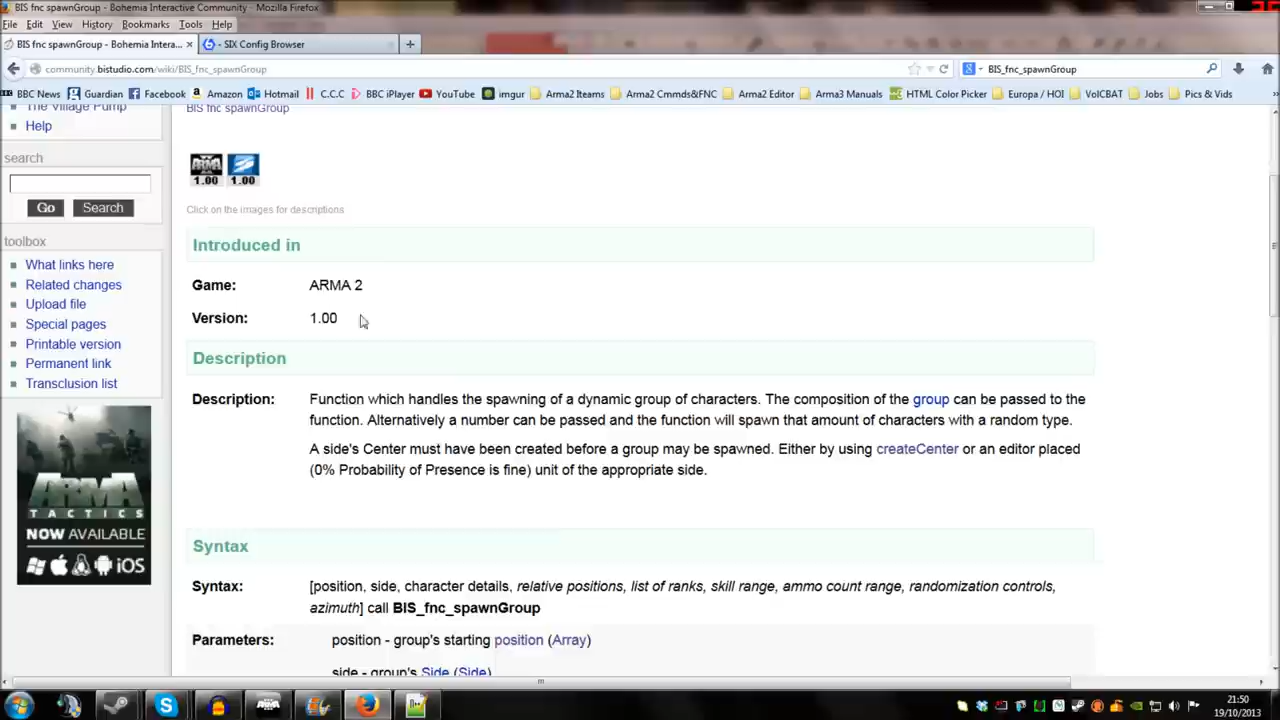 BIS fnc spawnGroup - Bohemia Interactive Community - Mozilla Firefox
File Edit View History Bookmarks Tools Help
BIS fnc spawnGroup - Bohemia Intera... × - SIX Config Browser × +
community.bistudio.com/wiki/BIS_fnc_spawnGroup BIS_fnc_spawnGroup
BBC News Guardian Facebook Amazon Hotmail C.C.C BBC iPlayer YouTube imgur Arma2 Iteams Arma2 Cmmds&FNC Arma2 Editor Arma3 Manuals HTML Color Picker Europa / HOI VolCBAT Jobs Pics & Vids
The Village Pump
Help
search
Go Search
toolbox
What links here
Related changes
Upload file
Special pages
Printable version
Permanent link
Transclusion list
ARMA
TACTICS
NOW AVAILABLE
iOS
BIS fnc spawnGroup
ARMA
1.00 1.00
Click on the images for descriptions
Introduced in
Game: ARMA 2
Version: 1.00
Description
Description: Function which handles the spawning of a dynamic group of characters. The composition of the group can be passed to the
function. Alternatively a number can be passed and the function will spawn that amount of characters with a random type.
A side's Center must have been created before a group may be spawned. Either by using createCenter or an editor placed
(0% Probability of Presence is fine) unit of the appropriate side.
Syntax
Syntax: [position, side, character details, relative positions, list of ranks, skill range, ammo count range, randomization controls,
azimuth] call BIS_fnc_spawnGroup
Parameters: position - group's starting position (Array)
side - group's Side (Side)
21:50
19/10/2013